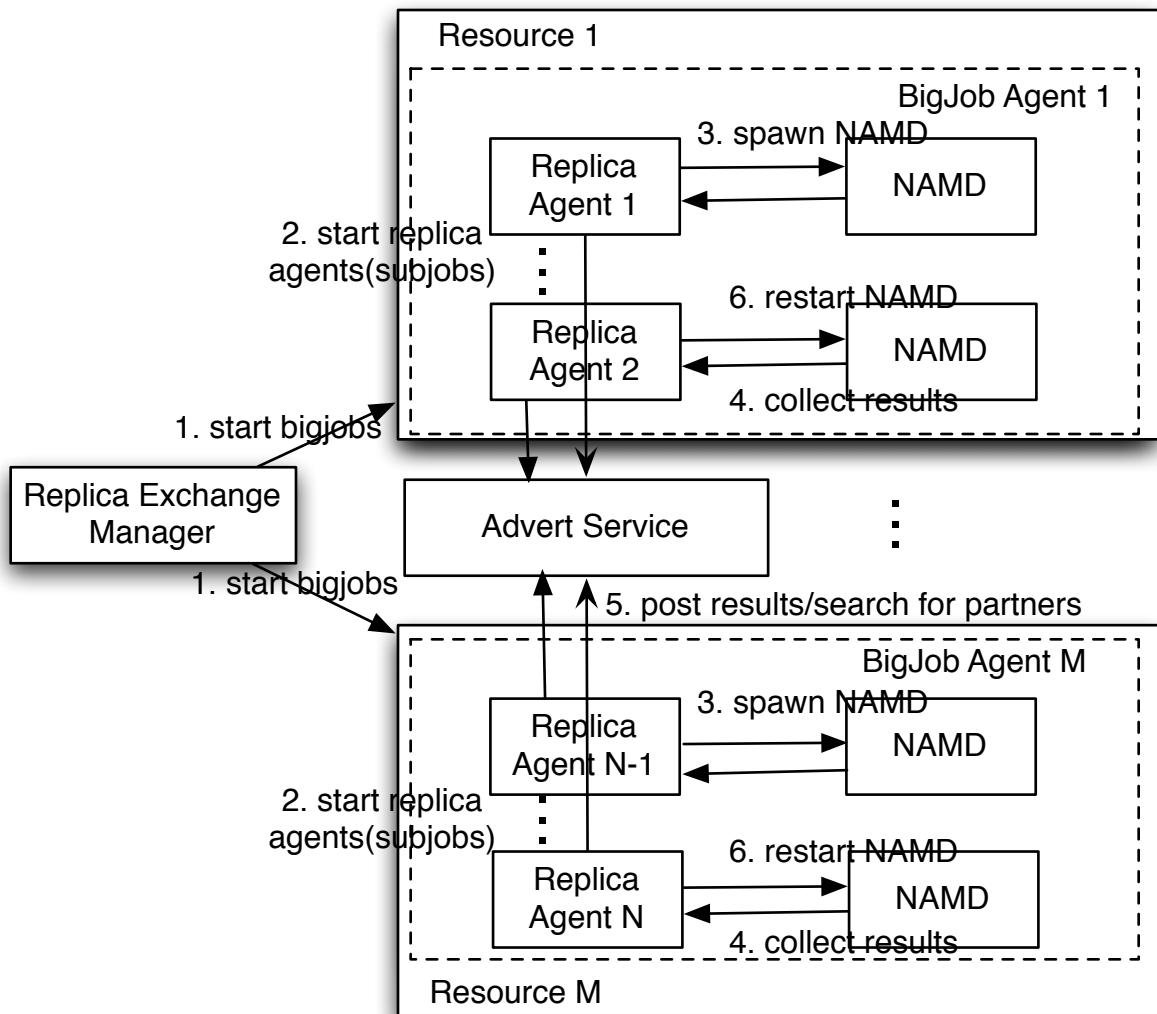 Resource 1
BigJob Agent 1
3. spawn NAMD
Replica
Agent 1
NAMD
2. start replica
agents(subjobs)
6. restart NAMD
Replica
Agent 2
NAMD
4. collect results
1. start bigjobs
Replica Exchange
Manager
Advert Service
1. start bigjobs
5. post results/search for partners
BigJob Agent M
3. spawn NAMD
Replica
Agent N-1
NAMD
2. start replica
agents(subjobs)
6. restart NAMD
Replica
Agent N
NAMD
4. collect results
Resource M